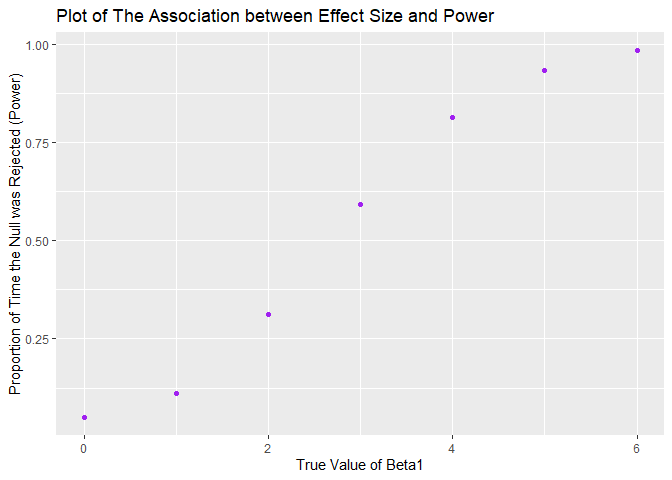 Plot of The Association between Effect Size and Power
Proportion of Time the Null was Rejected (Power)
1.00
0.75
0.50
0.25
0
2
4
6
True Value of Beta1